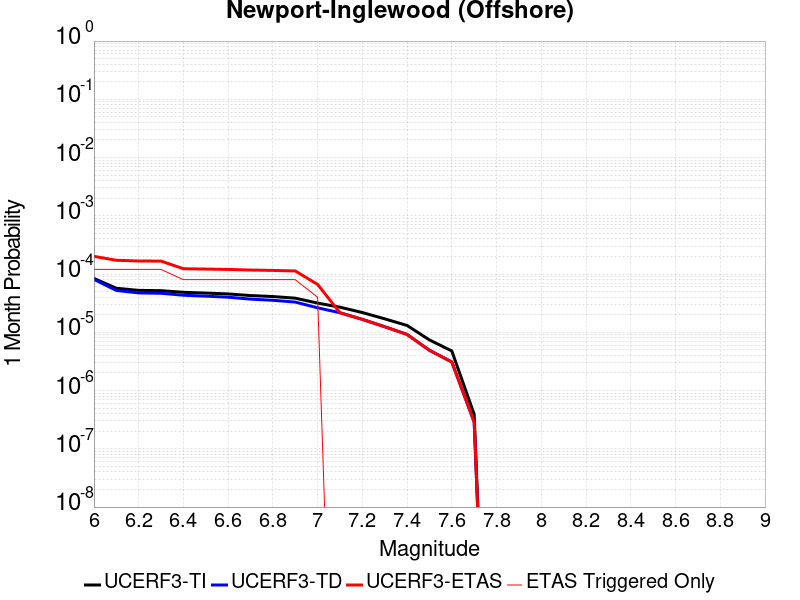 Newport-Inglewood (Offshore)
10^0
10^-1
10^-2
10^-3
10^-4
10^-5
10^-6
10^-7
10^-8
1 Month Probability
6 6.2 6.4 6.6 6.8 7 7.2 7.4 7.6 7.8 8 8.2 8.4 8.6 8.8 9
Magnitude
UCERF3-TI UCERF3-TD UCERF3-ETAS ETAS Triggered Only